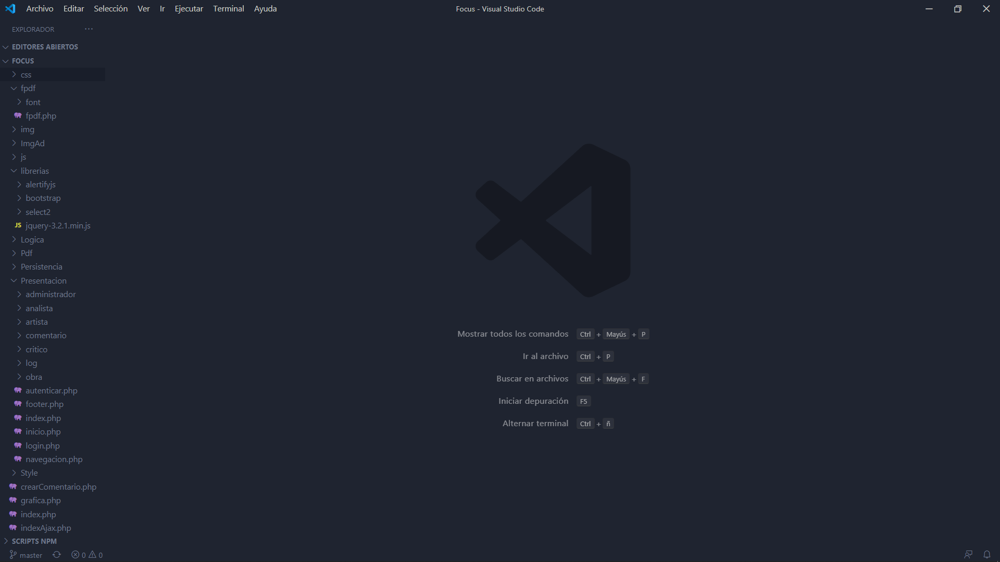 Archivo Editar Selección Ver Ir Ejecutar Terminal Ayuda Focus - Visual Studio Code
EXPLORADOR ...
EDITORES ABIERTOS
FOCUS
css
fpdf
font
fpdf.php
img
ImgAd
js
librerias
alertifyjs
bootstrap
select2
JS jquery-3.2.1.min.js
Logica
Pdf
Persistencia
Presentacion
administrador
analista
artista
comentario
critico
log
obra
autenticar.php
footer.php
index.php
inicio.php
login.php
navegacion.php
Style
crearComentario.php
grafica.php
index.php
indexAjax.php
SCRIPTS NPM
master 0 0
Mostrar todos los comandos Ctrl + Mayús + P
Ir al archivo Ctrl + P
Buscar en archivos Ctrl + Mayús + F
Iniciar depuración F5
Alternar terminal Ctrl + ñ